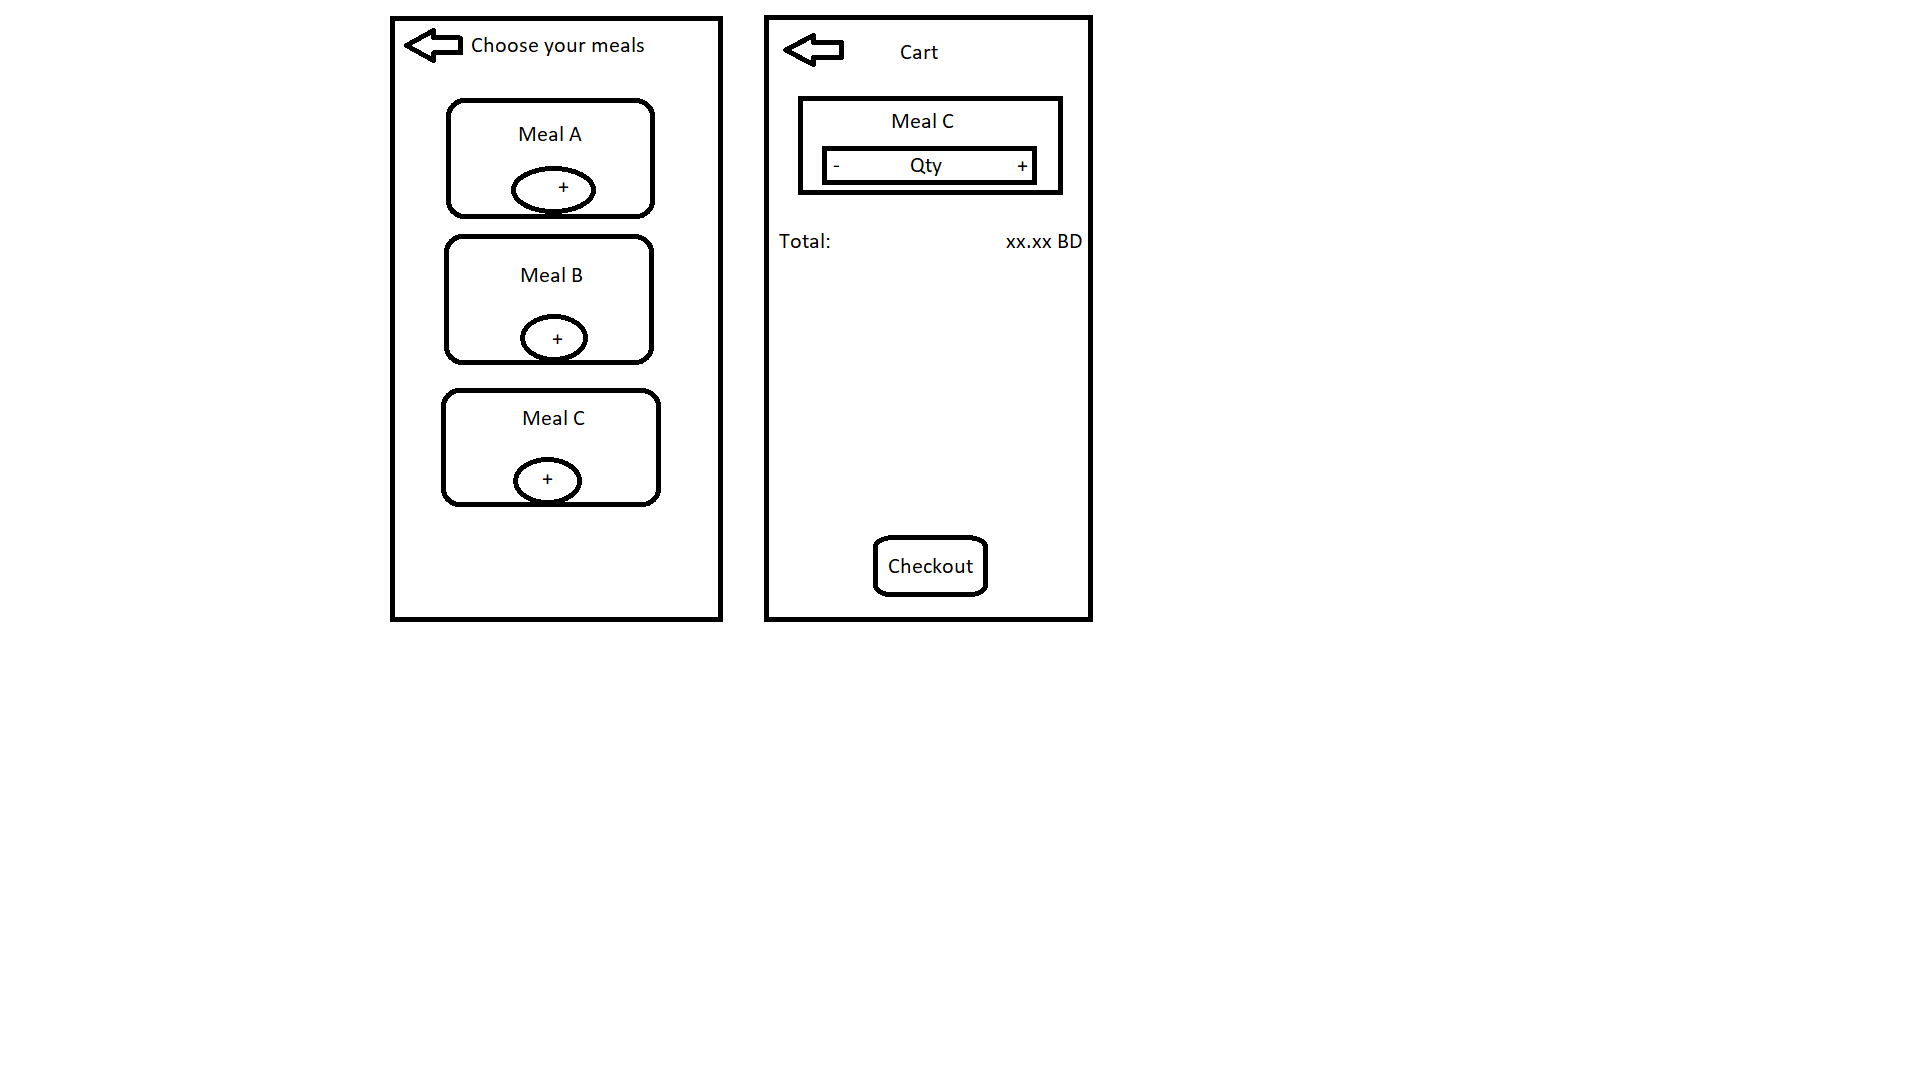 Choose your meals
Meal A
+
Meal B
+
Meal C
+
Cart
Meal C
- Qty +
Total: xx.xx BD
Checkout